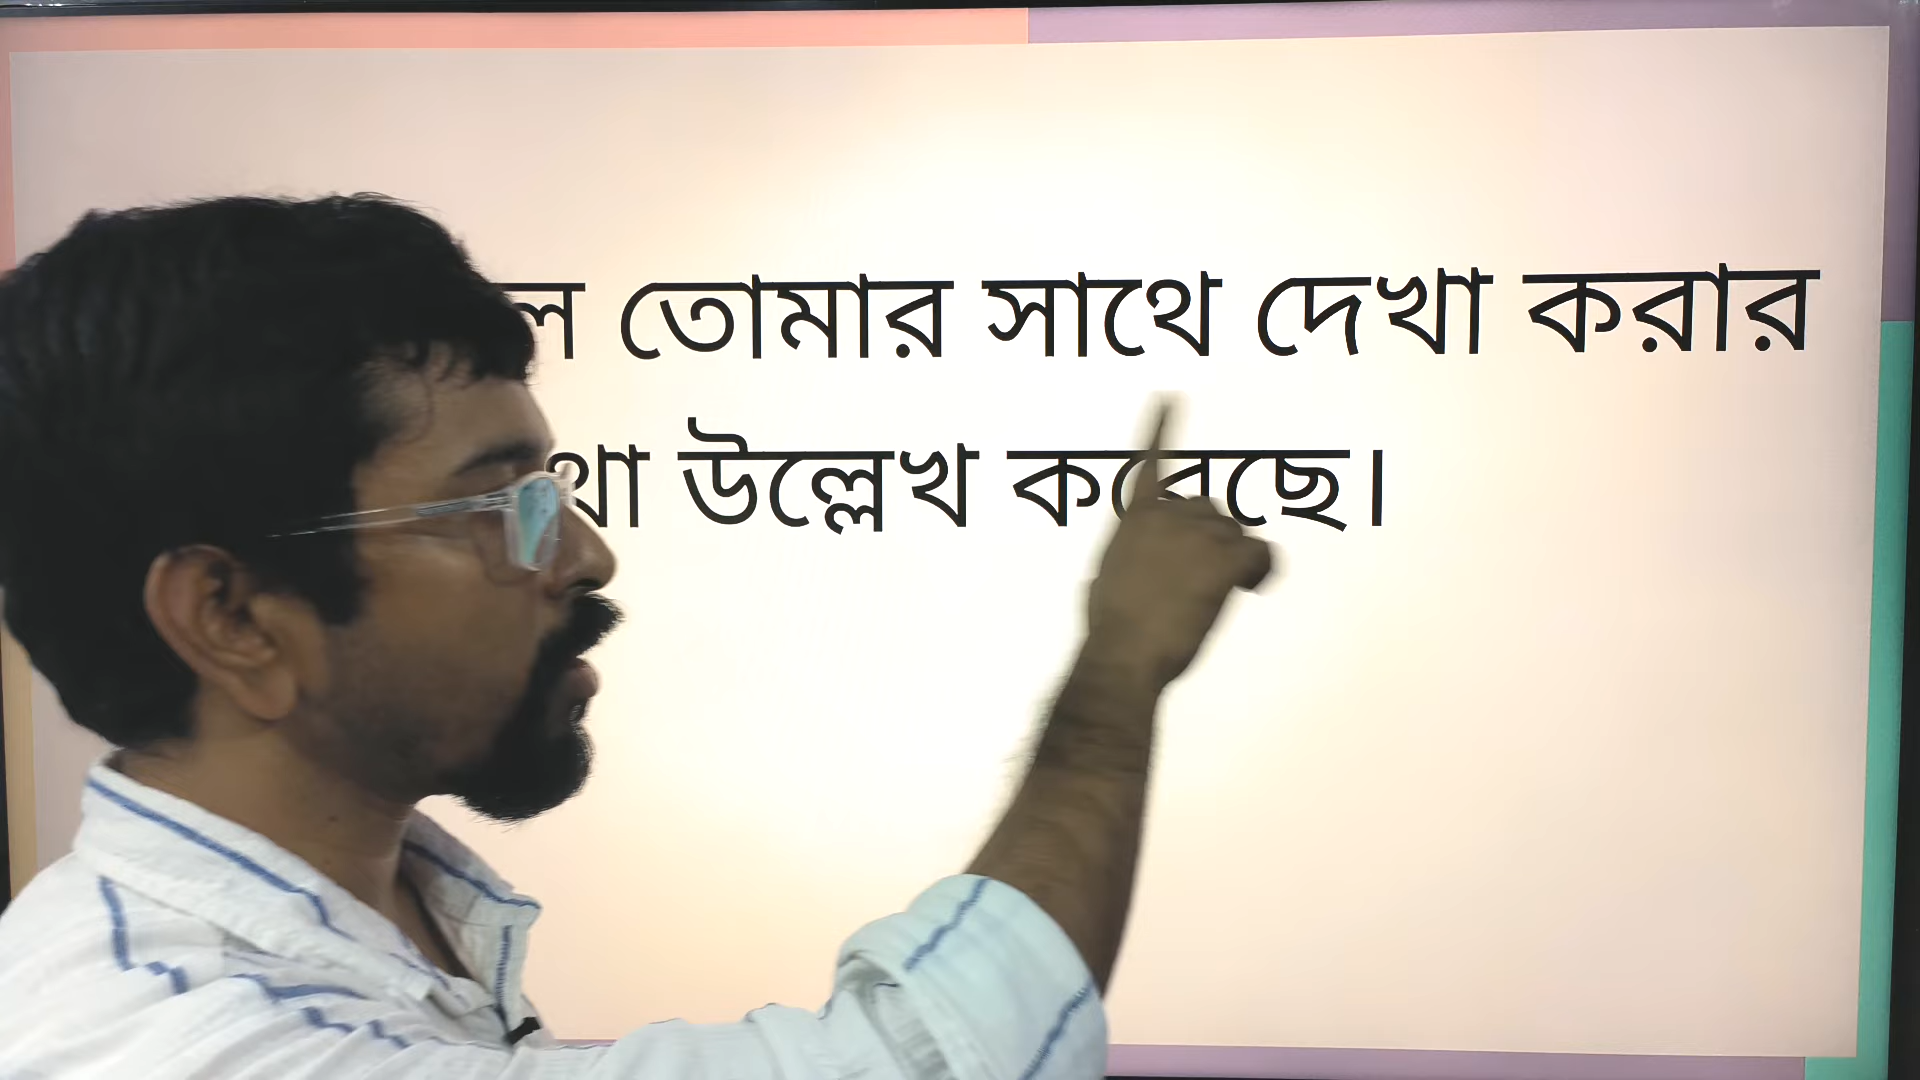 তোমার সাথে দেখা করার
উল্লেখ করেছে।